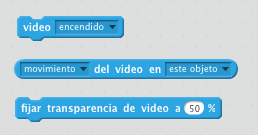 video encendido
movimiento del video en este objeto
fijar transparencia de video a 50 %